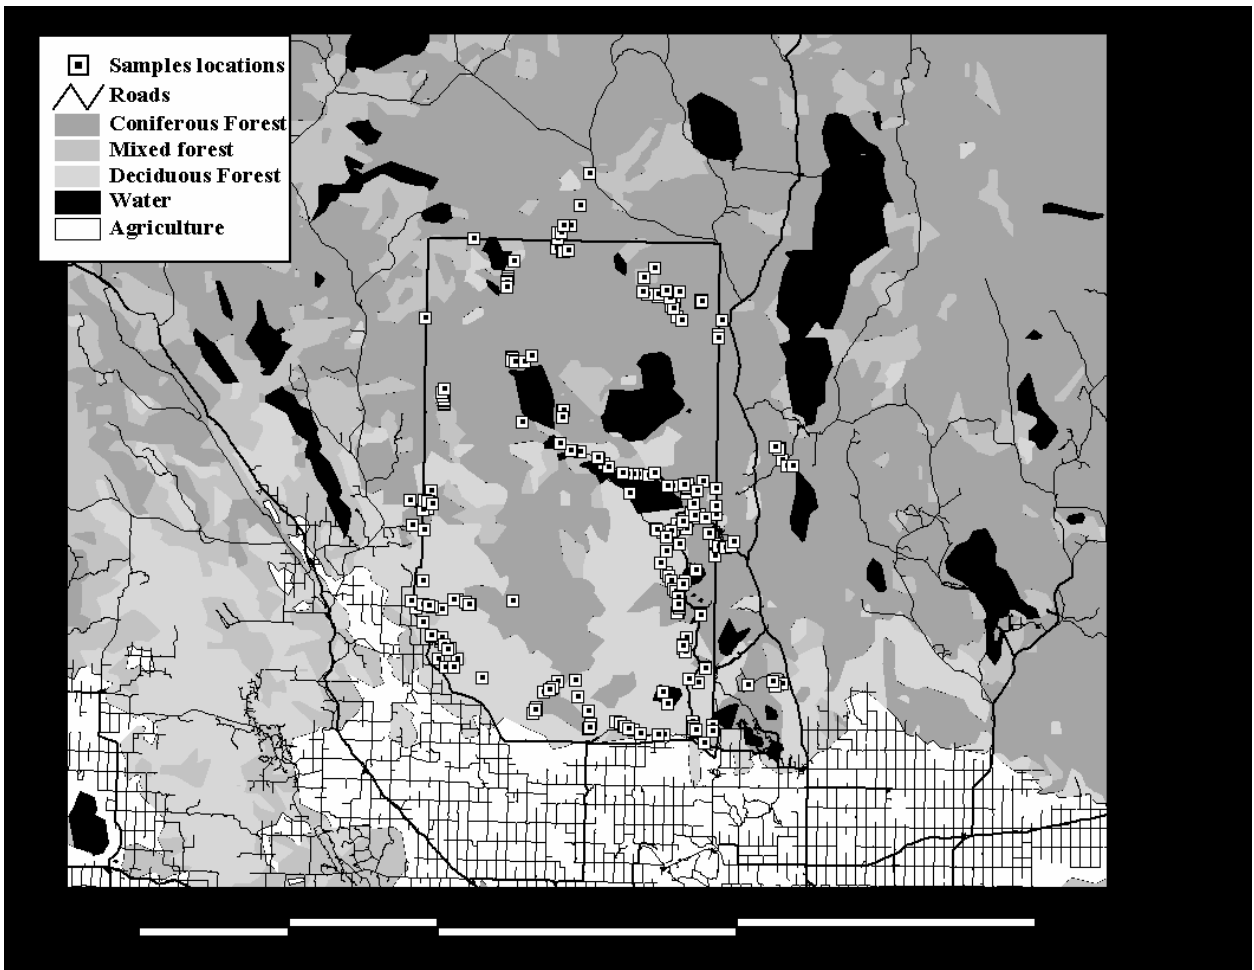 Samples locations
Roads
Coniferous Forest
Mixed forest
Deciduous Forest
Water
Agriculture